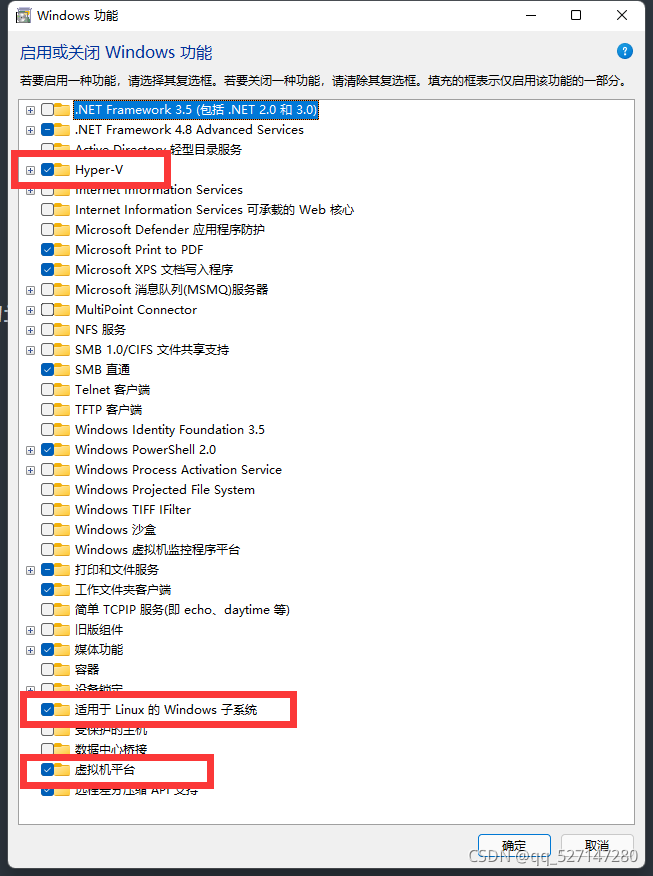 Windows 功能
启用或关闭 Windows 功能
若要启用一种功能，请选择其复选框。若要关闭一种功能，请清除其复选框。填充的框表示仅启用该功能的一部分。
.NET Framework 3.5 (包括 .NET 2.0 和 3.0)
.NET Framework 4.8 Advanced Services
Active Directory 轻型目录服务
Hyper-V
Internet Information Services
Internet Information Services 可承载的 Web 核心
Microsoft Defender 应用程序防护
Microsoft Print to PDF
Microsoft XPS 文档写入程序
Microsoft 消息队列(MSMQ)服务器
MultiPoint Connector
NFS 服务
SMB 1.0/CIFS 文件共享支持
SMB 直通
Telnet 客户端
TFTP 客户端
Windows Identity Foundation 3.5
Windows PowerShell 2.0
Windows Process Activation Service
Windows Projected File System
Windows TIFF IFilter
Windows 沙盒
Windows 虚拟机监控程序平台
打印和文件服务
工作文件夹客户端
简单 TCPIP 服务(即 echo、daytime 等)
旧版组件
媒体功能
容器
设备锁定
适用于 Linux 的 Windows 子系统
受保护的主机
数据中心桥接
虚拟机平台
远程差分压缩 API 支持
确定 取消
CSDN @qq_527147280